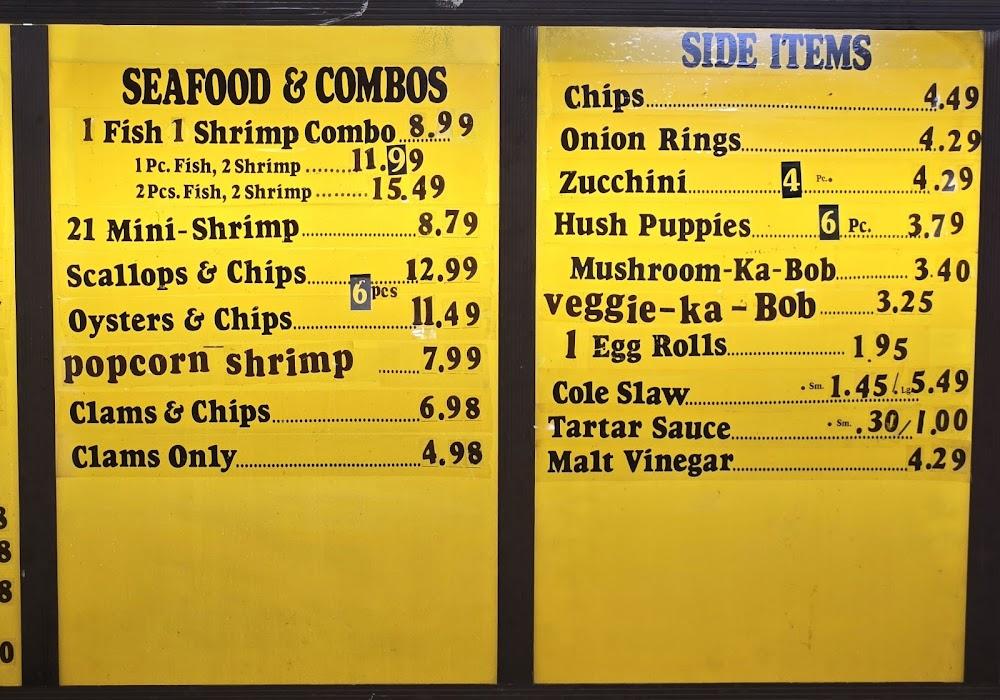 SEAFOOD & COMBOS
1 Fish 1 Shrimp Combo...8.99
1 Pc. Fish, 2 Shrimp ........11.99
2 Pcs. Fish, 2 Shrimp .........15.49
21 Mini-Shrimp........................8.79
Scallops & Chips....................12.99
6 pcs
Oysters & Chips........................11.49
popcorn shrimp ........7.99
Clams & Chips..............................6.98
Clams Only......................................4.98
3
8
8
0
SIDE ITEMS
Chips..........................................................4.49
Onion Rings.....................................4.29
Zucchini..................4 Pc. ..............4.29
Hush Puppies.............6 Pc. ......3.79
Mushroom-Ka-Bob..............3.40
veggie-ka-Bob...........3.25
1 Egg Rolls........................1.95
Cole Slaw.................. • Sm. 1.45/Lg5.49
Tartar Sauce............... • Sm. .30/1.00
Malt Vinegar...................................4.29